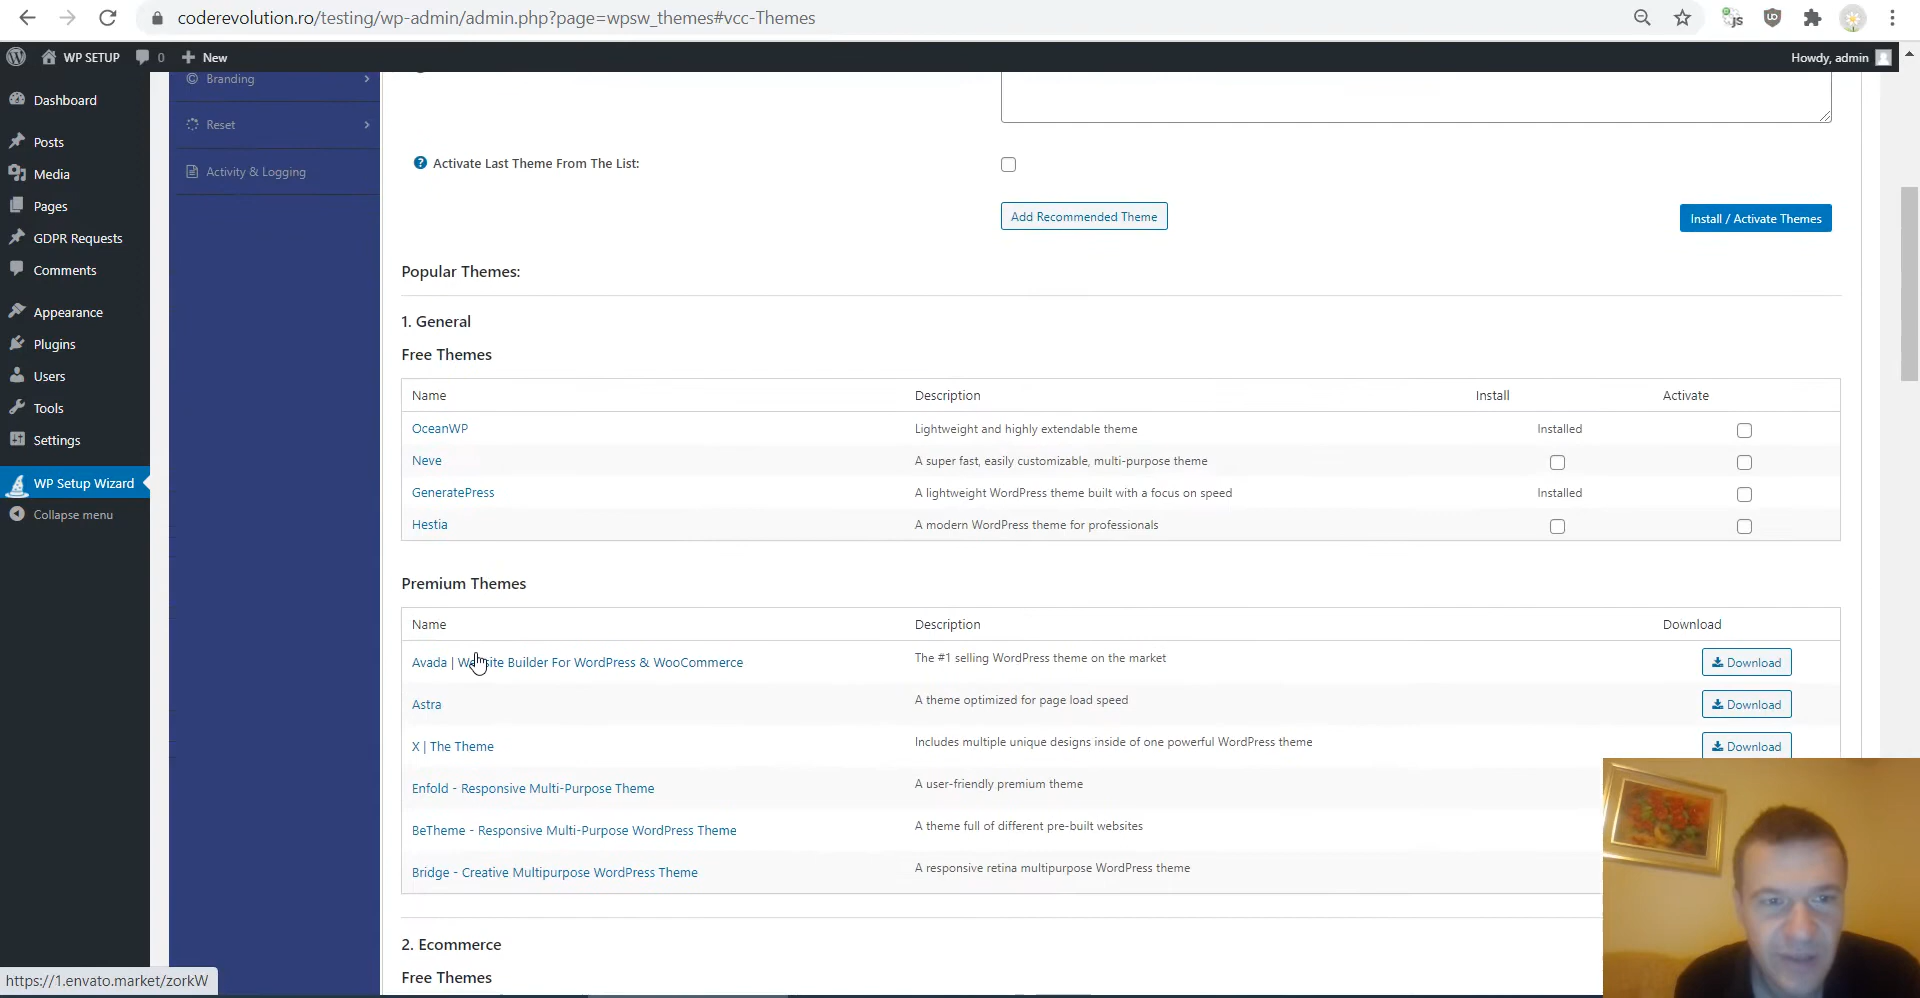 coderevolution.ro/testing/wp-admin/admin.php?page=wpsw_themes#vcc-Themes
WP SETUP 0 New Howdy, admin
Branding
Dashboard
Reset
Posts
Activate Last Theme From The List:
Media
Activity & Logging
Pages
Add Recommended Theme
Install / Activate Themes
GDPR Requests
Comments
Popular Themes:
Appearance
1. General
Plugins
Free Themes
Users
Name Description Install Activate
Tools
OceanWP Lightweight and highly extendable theme Installed
Settings
Neve A super fast, easily customizable, multi-purpose theme
WP Setup Wizard
GeneratePress A lightweight WordPress theme built with a focus on speed Installed
Collapse menu
Hestia A modern WordPress theme for professionals
Premium Themes
Name Description Download
Avada | Website Builder For WordPress & WooCommerce The #1 selling WordPress theme on the market Download
Astra A theme optimized for page load speed Download
X | The Theme Includes multiple unique designs inside of one powerful WordPress theme Download
Enfold - Responsive Multi-Purpose Theme A user-friendly premium theme
BeTheme - Responsive Multi-Purpose WordPress Theme A theme full of different pre-built websites
Bridge - Creative Multipurpose WordPress Theme A responsive retina multipurpose WordPress theme
2. Ecommerce
Free Themes
https://1.envato.market/zorkW